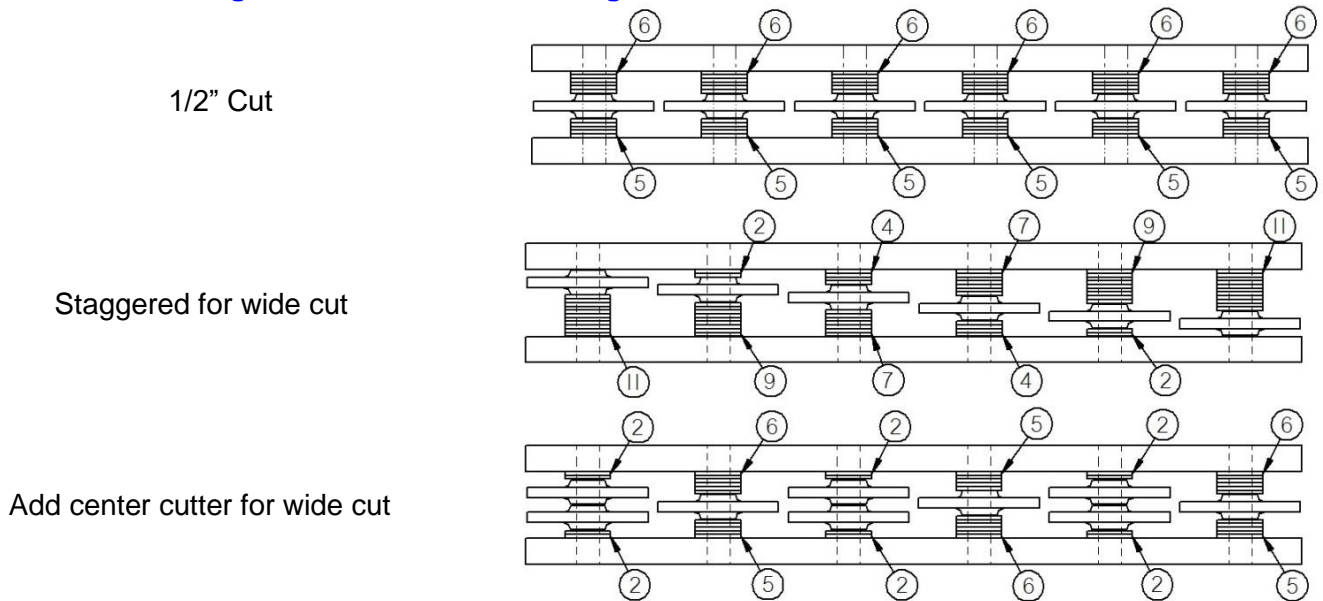 6 6 6 6 6 6
1/2” Cut
5 5 5 5 5 5
2 4 7 9 11
Staggered for wide cut
11 9 7 4 2
2 6 2 5 2 6
Add center cutter for wide cut
2 5 2 6 2 5